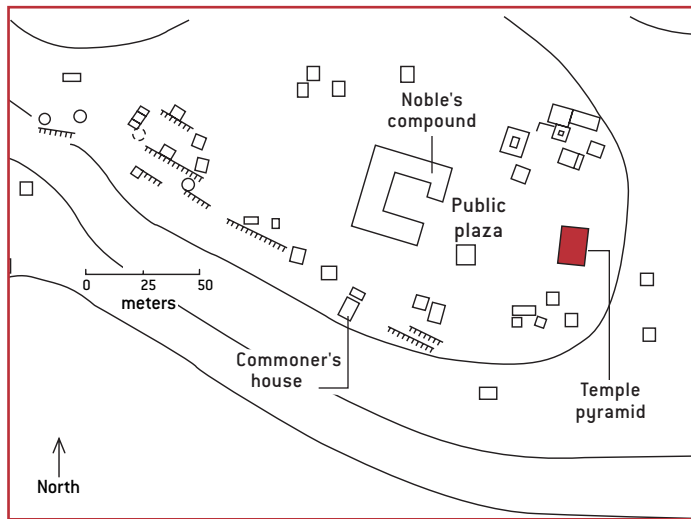 Noble's
compound
Public
plaza
0 25 50
meters
Commoner's
house
Temple
pyramid
North